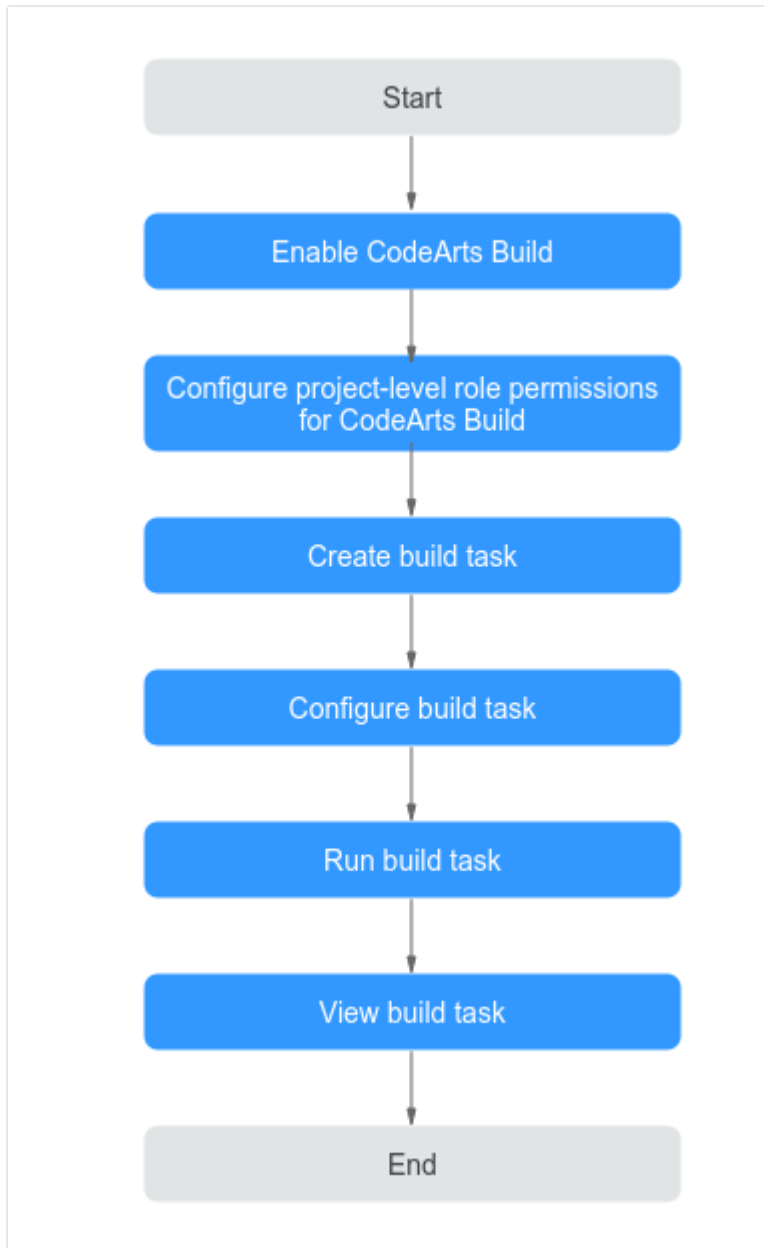 Start
Enable CodeArts Build
Configure project-level role permissions
for CodeArts Build
Create build task
Configure build task
Run build task
View build task
End